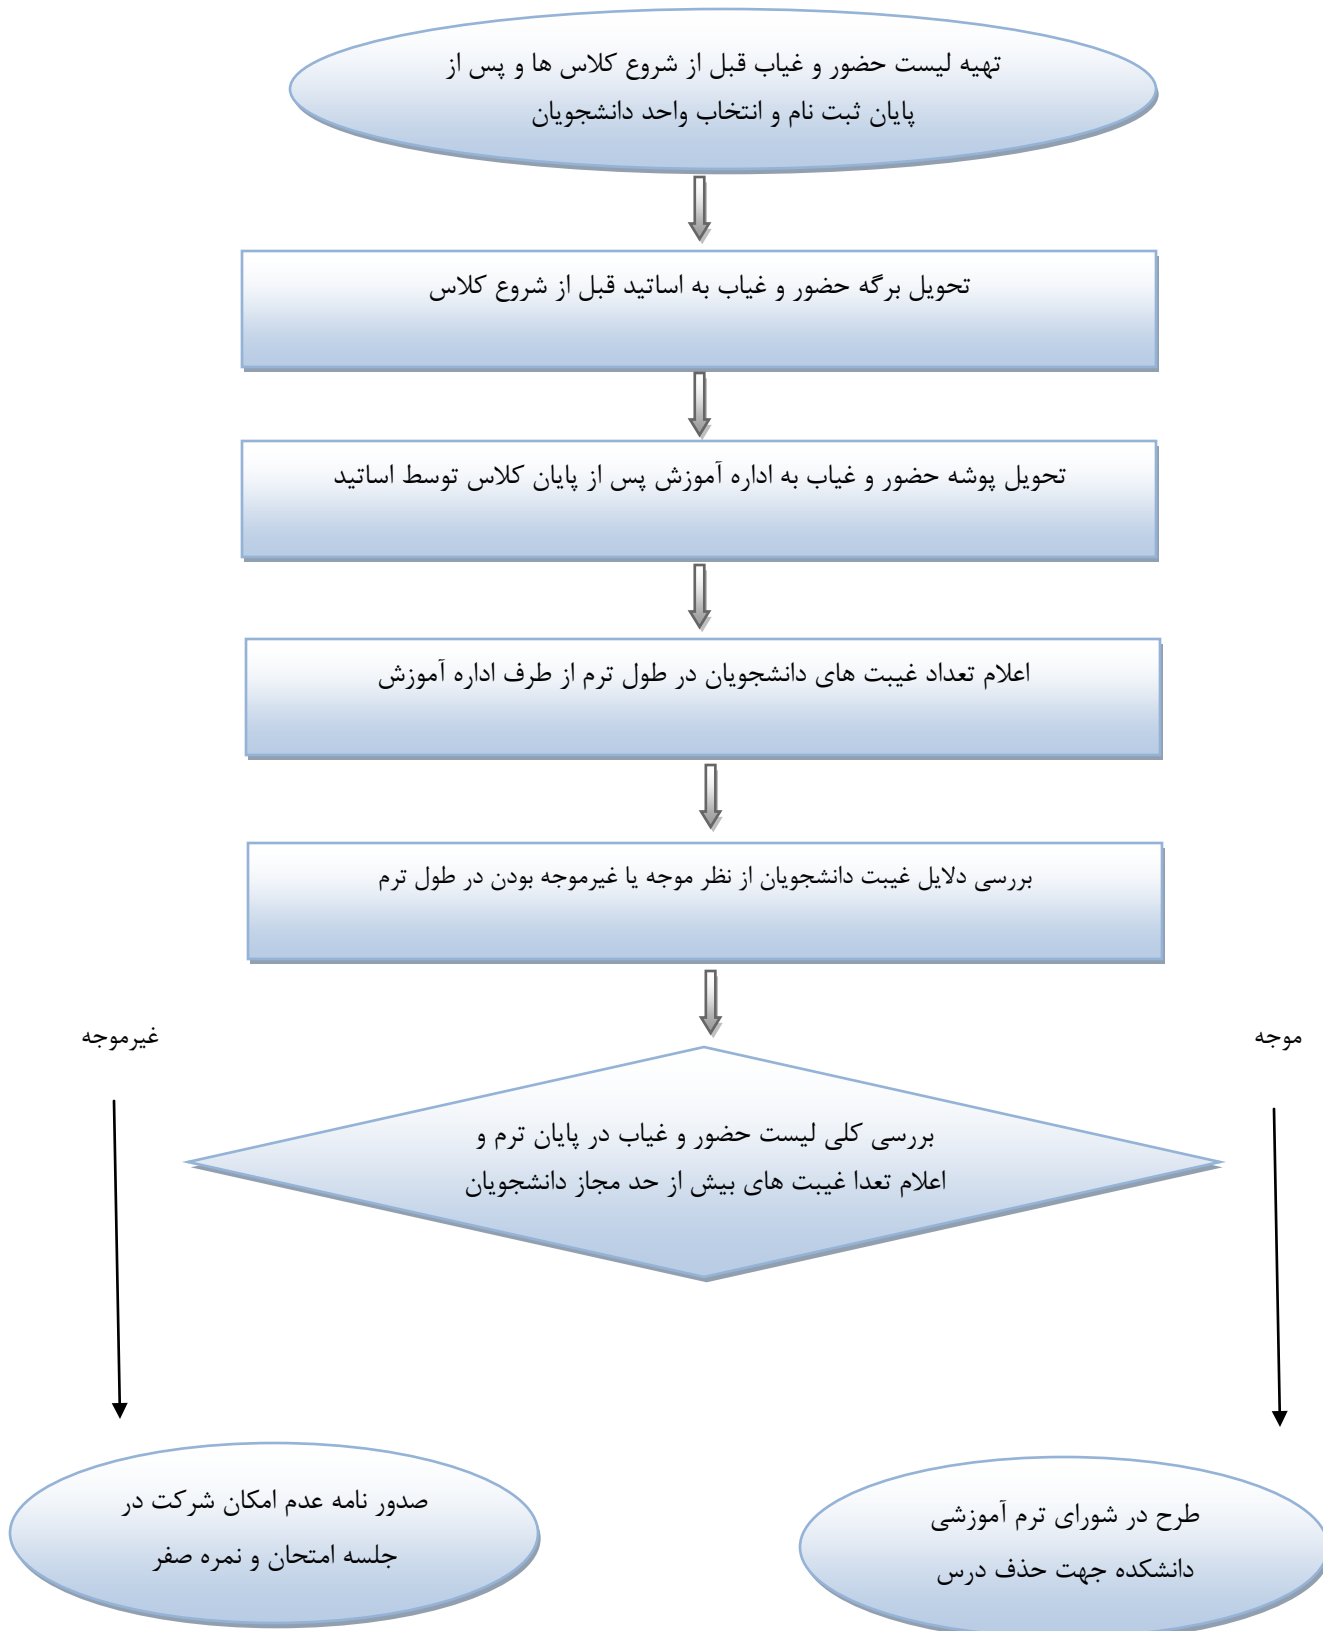 تهیه لیست حضور و غیاب قبل از شروع کلاس ها و پس از
پایان ثبت نام و انتخاب واحد دانشجویان
تحویل برگه حضور و غیاب به اساتید قبل از شروع کلاس
تحویل پوشه حضور و غیاب به اداره آموزش پس از پایان کلاس توسط اساتید
اعلام تعداد غیبت های دانشجویان در طول ترم از طرف اداره آموزش
بررسی دلایل غیبت دانشجویان از نظر موجه یا غیرموجه بودن در طول ترم
موجه
غیرموجه
بررسی کلی لیست حضور و غیاب در پایان ترم و
اعلام تعدا غیبت های بیش از حد مجاز دانشجویان
طرح در شورای ترم آموزشی
دانشکده جهت حذف درس
صدور نامه عدم امکان شرکت در
جلسه امتحان و نمره صفر